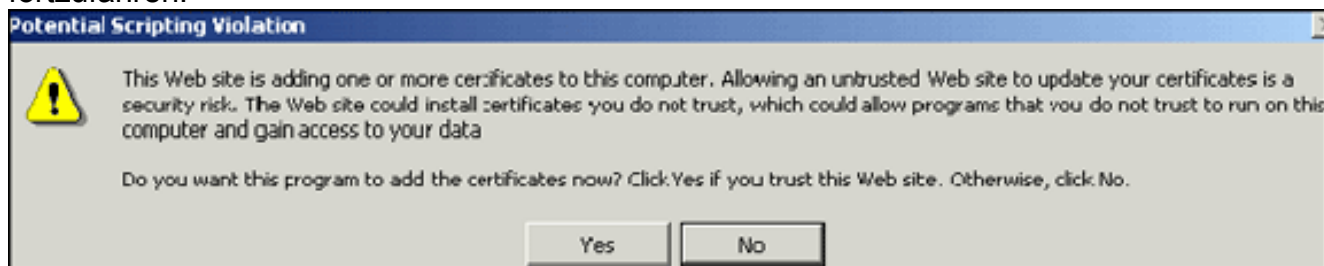 fortzufahren.
Potential Scripting Violation
This Web site is adding one or more certificates to this computer. Allowing an untrusted Web site to update your certificates is a
security risk. The Web site could install certificates you do not trust, which could allow programs that you do not trust to run on this
computer and gain access to your data
Do you want this program to add the certificates now? Click Yes if you trust this Web site. Otherwise, click No.
Yes No